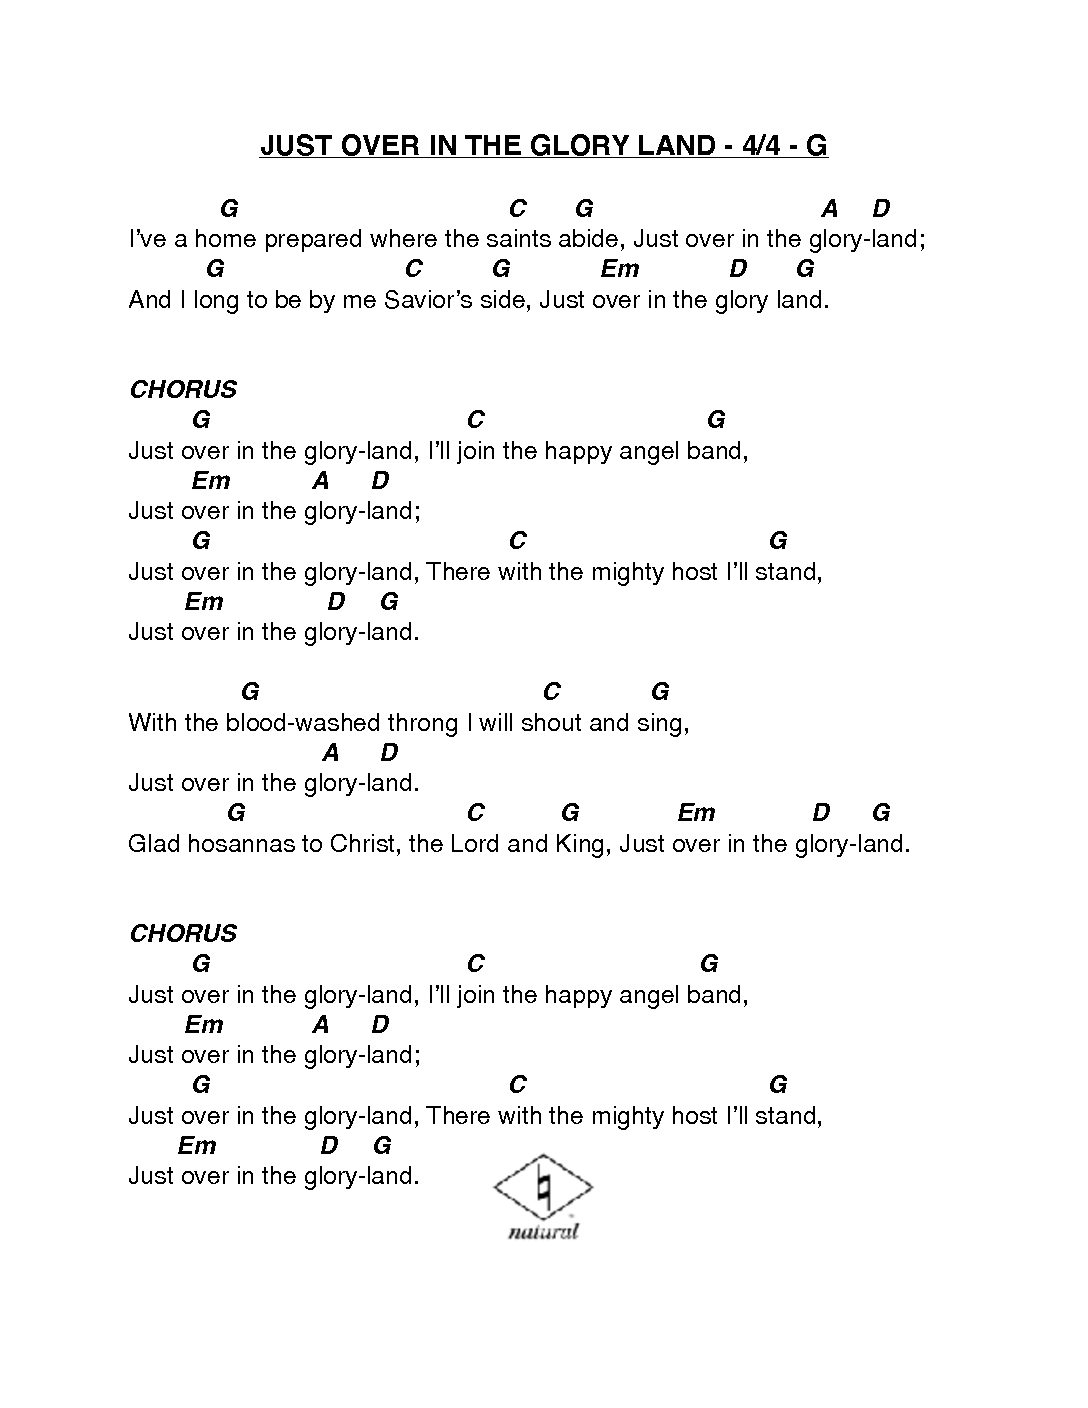 JUST OVER IN THE GLORY LAND - 4/4 - G
G C G A D
I've a home prepared where the saints abide, Just over in the glory-land;
G C G Em D G
And I long to be by me Savior's side, Just over in the glory land.
CHORUS
G C G
Just over in the glory-land, I'll join the happy angel band,
Em A D
Just over in the glory-land;
G C G
Just over in the glory-land, There with the mighty host I'll stand,
Em D G
Just over in the glory-land.
G C G
With the blood-washed throng I will shout and sing,
A D
Just over in the glory-land.
G C G Em D G
Glad hosannas to Christ, the Lord and King, Just over in the glory-land.
CHORUS
G C G
Just over in the glory-land, I'll join the happy angel band,
Em A D
Just over in the glory-land;
G C G
Just over in the glory-land, There with the mighty host I'll stand,
Em D G
Just over in the glory-land.
natural